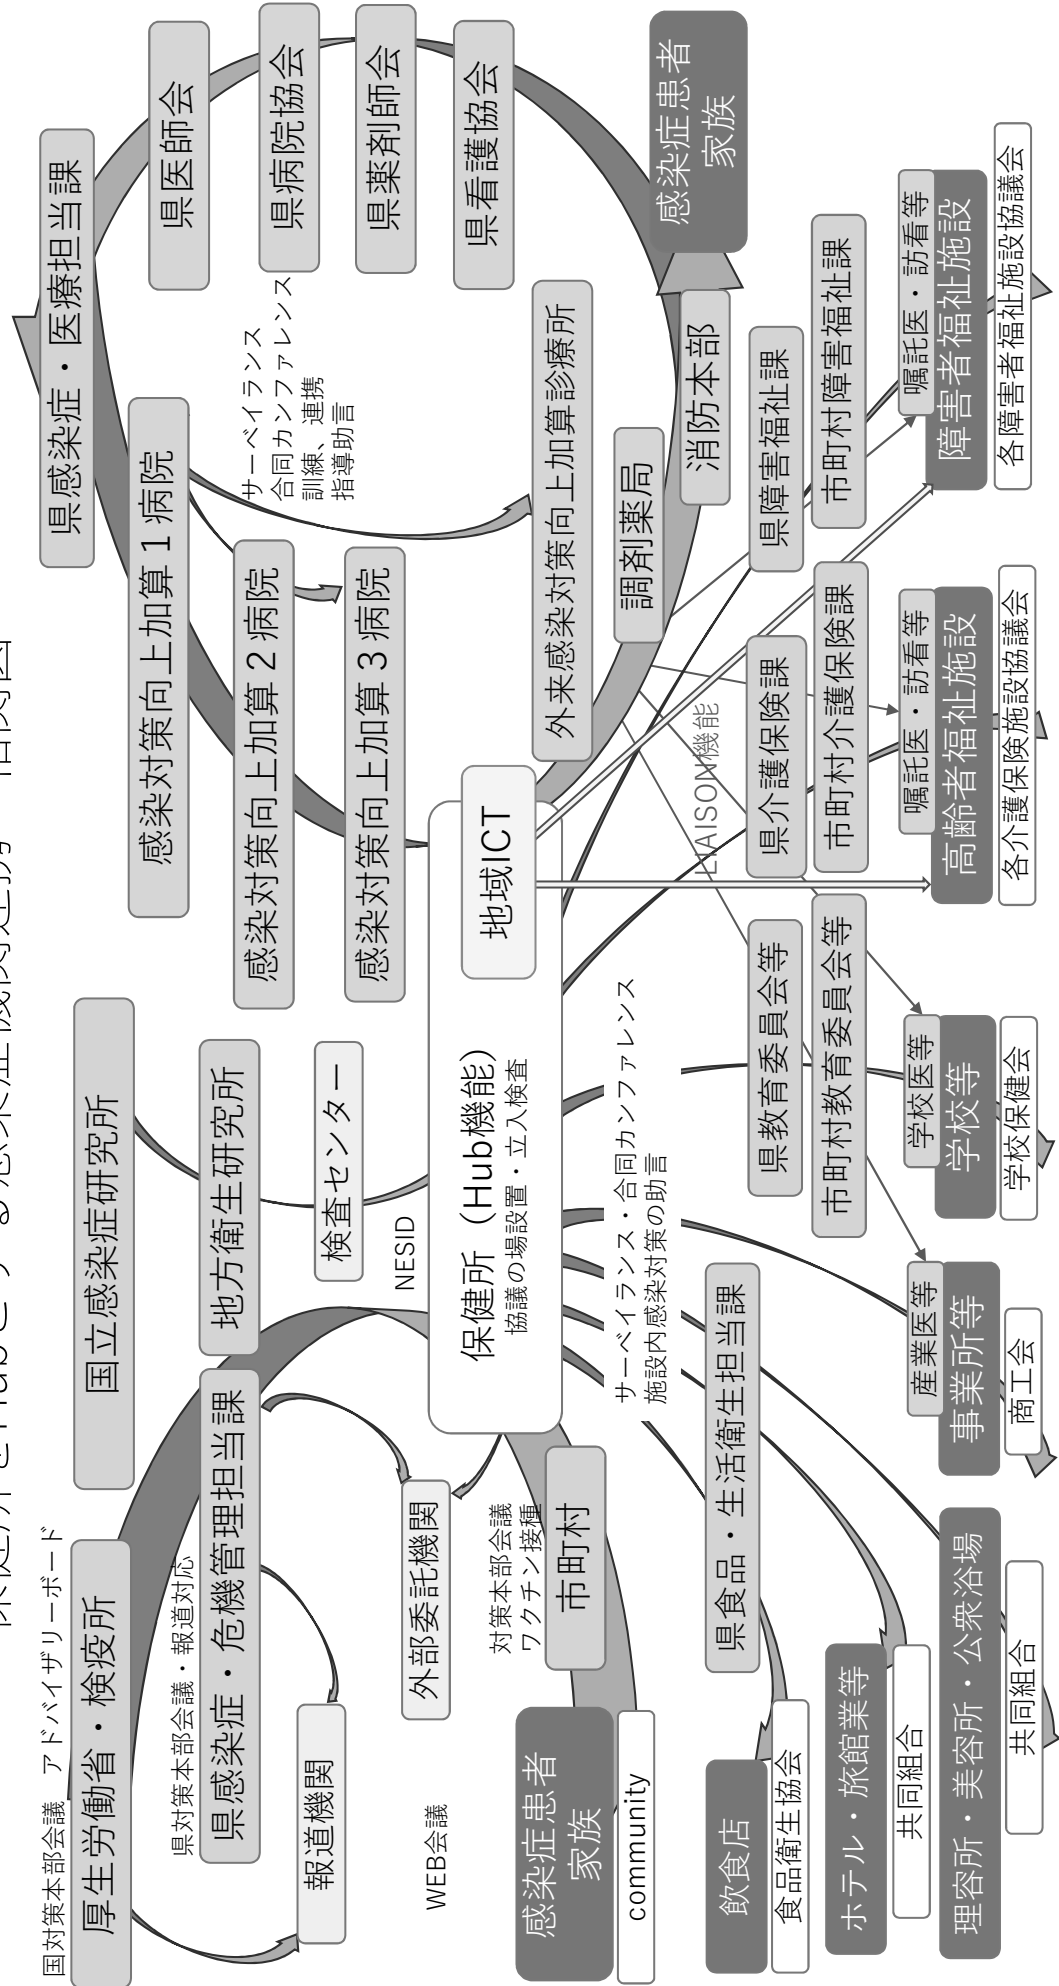 国対策本部会議　アドバイザリーボード
厚生労働省・検疫所
国立感染症研究所
県感染症・医療担当課
県対策本部会議・報道対応
県感染症・危機管理担当課
地方衛生研究所
感染対策向上加算１病院
県医師会
報道機関
検査センター
感染対策向上加算２病院
サーベイランス
合同カンファレンス
訓練、連携
指導助言
県病院協会
外部委託機関
NESID
感染対策向上加算３病院
県薬剤師会
WEB会議
保健所（Hub機能）
協議の場設置・立入検査
地域ICT
県看護協会
対策本部会議
ワクチン接種
市町村
外来感染対策向上加算診療所
感染症患者
家族
community
サーベイランス・合同カンファレンス
施設内感染対策の助言
調剤薬局
消防本部
感染症患者
家族
LIAISON機能
飲食店
食品衛生協会
県食品・生活衛生担当課
県教育委員会等
市町村教育委員会等
県介護保険課
市町村介護保険課
県障害福祉課
市町村障害福祉課
ホテル・旅館業等
共同組合
理容所・美容所・公衆浴場
共同組合
産業医等
事業所等
商工会
学校医等
学校等
学校保健会
嘱託医・訪看等
高齢者福祉施設
各介護保険施設協議会
嘱託医・訪看等
障害者福祉施設
各障害者福祉施設協議会